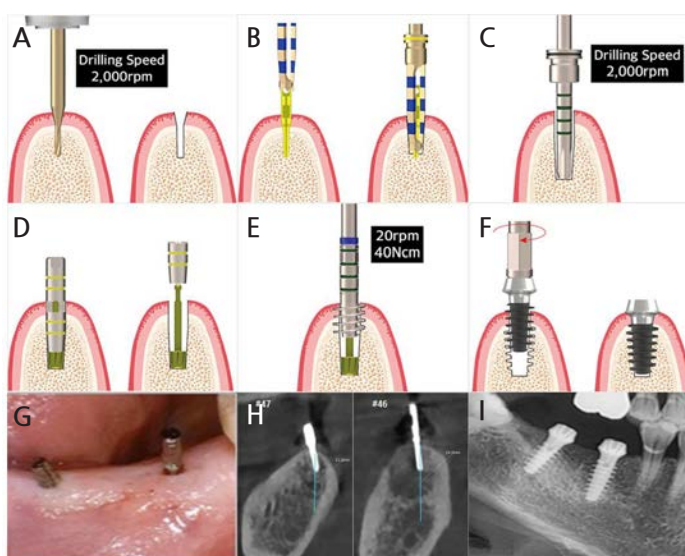 A
B
C
Drilling Speed
2,000rpm
Drilling Speed
2,000rpm
D
E
F
20rpm
40Ncm
G
H
I
#47
#46